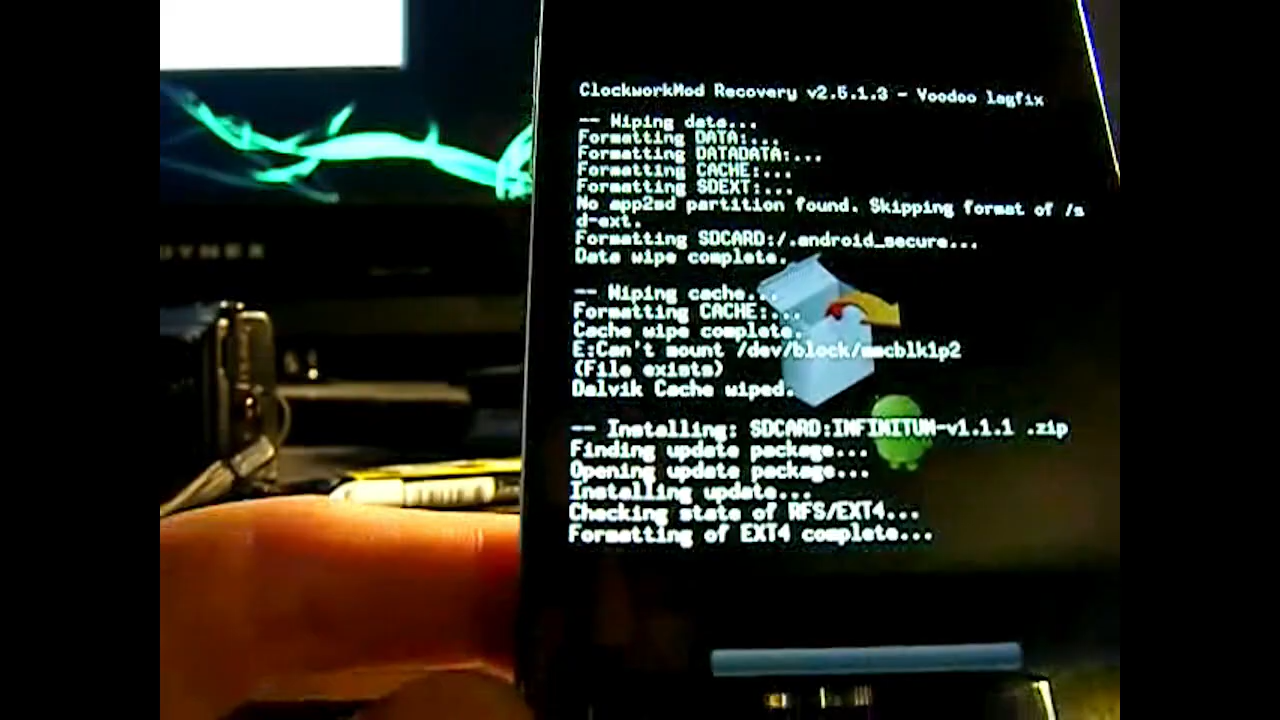 DYNEX
ClockworkMod Recovery v2.5.1.3 - Voodoo lagfix
-- Wiping data...
Formatting DATA:...
Formatting DATADATA:...
Formatting CACHE:...
Formatting SDEXT:...
No app2sd partition found. Skipping format of /s
d-ext.
Formatting SDCARD:/.android_secure...
Data wipe complete.
-- Wiping cache...
Formatting CACHE:...
Cache wipe complete.
E:Can't mount /dev/block/mmcblk1p2
(File exists)
Dalvik Cache wiped.
-- Installing: SDCARD:INFINITUM-v1.1.1 .zip
Finding update package...
Opening update package...
Installing update...
Checking state of RFS/EXT4...
Formatting of EXT4 complete...